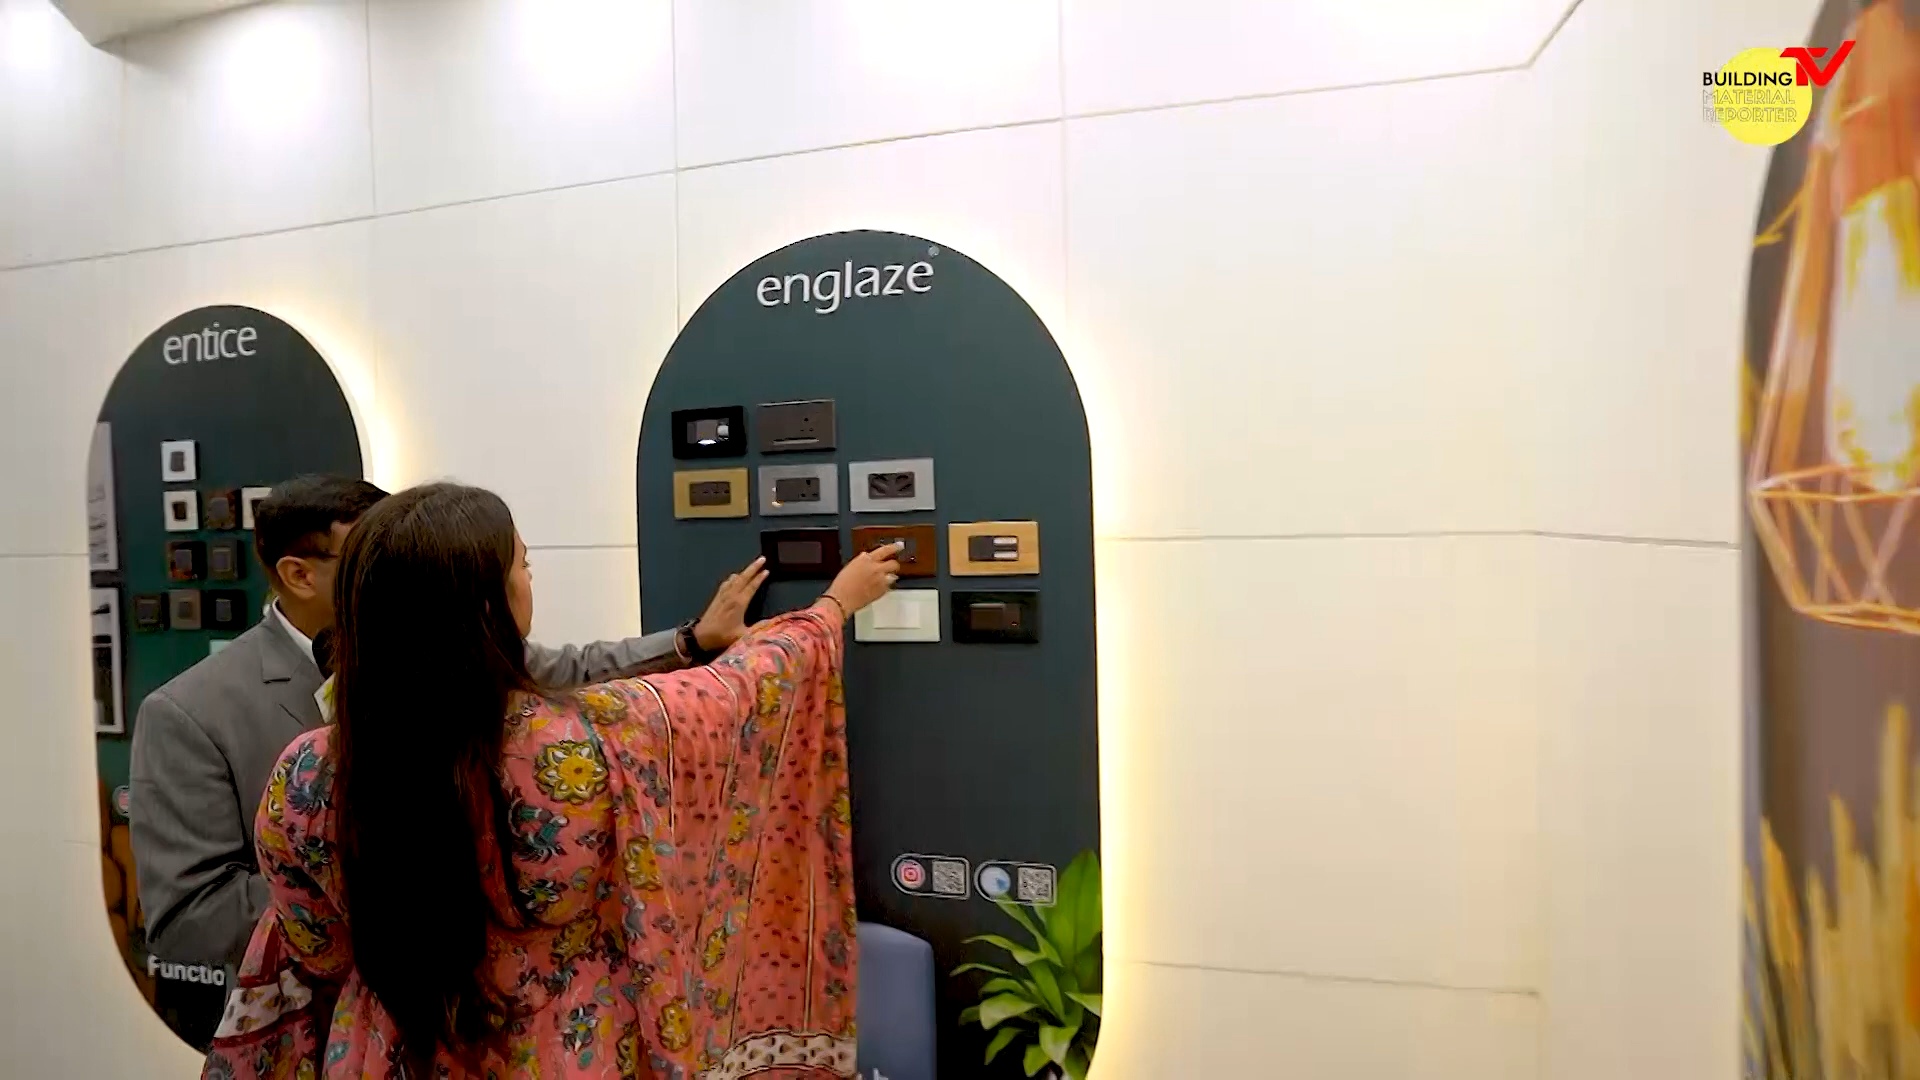 BUILDING TV
MATERIAL
REPORTER
englaze®
entice
Functio